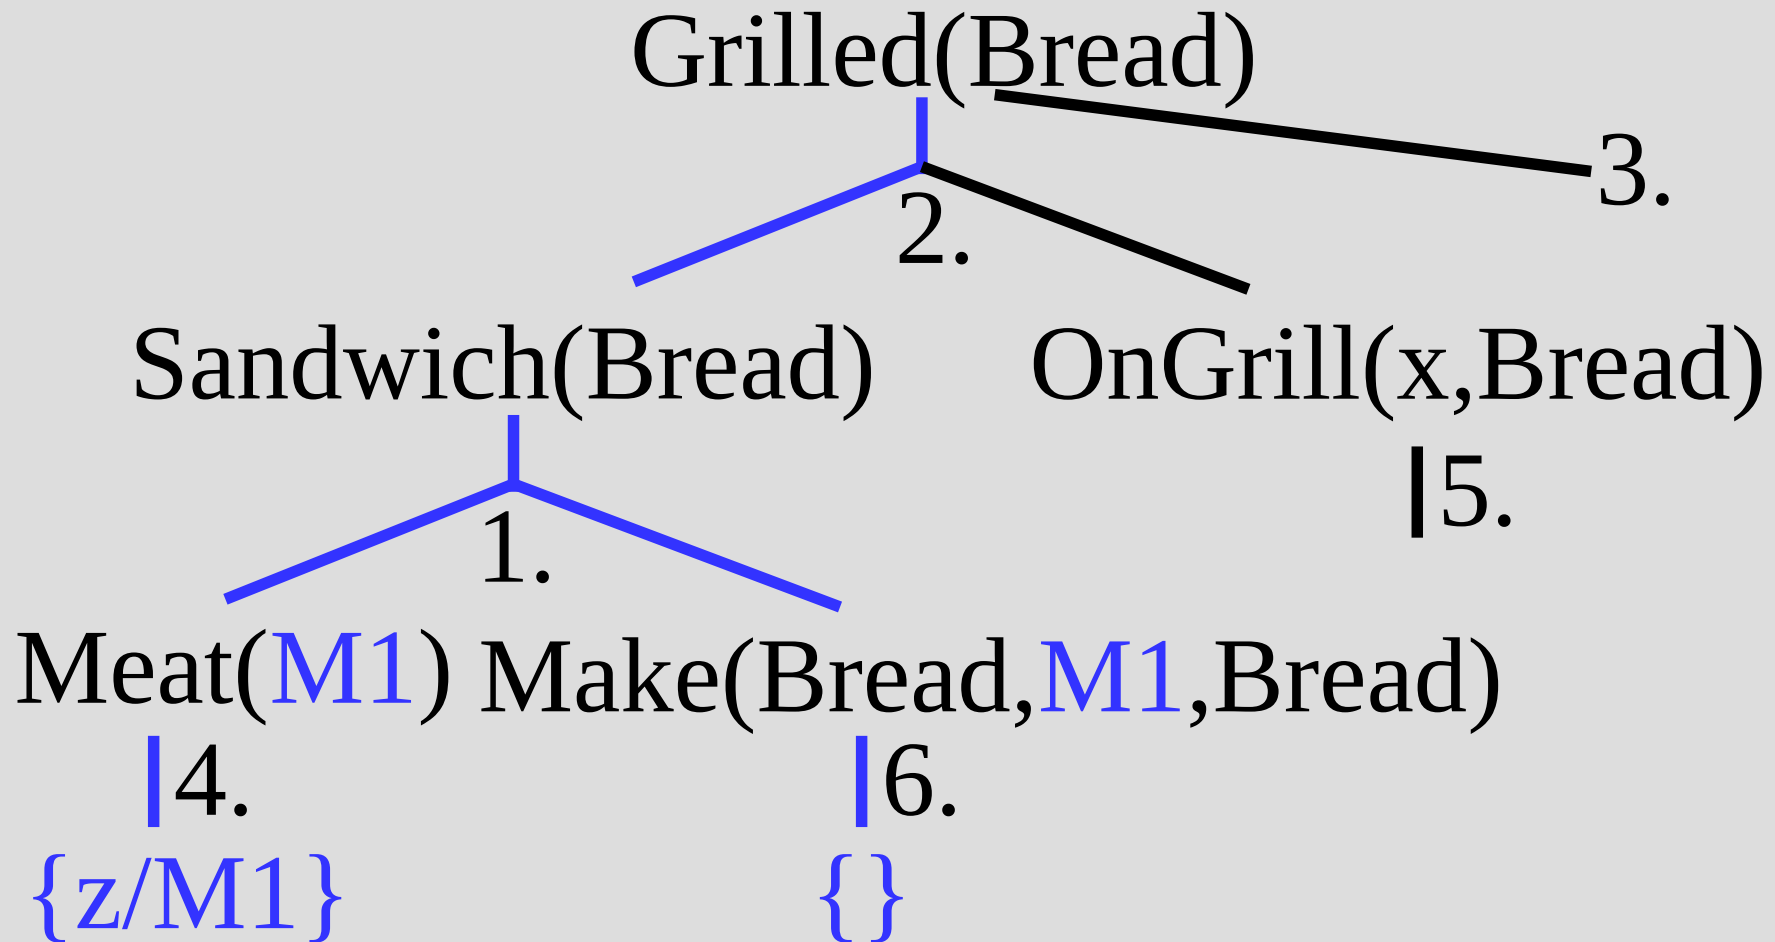 Grilled(Bread)
3.
2.
Sandwich(Bread)
OnGrill(x,Bread)
5.
1.
Meat(M1)
Make(Bread,M1,Bread)
4.
6.
{z/M1}
{}